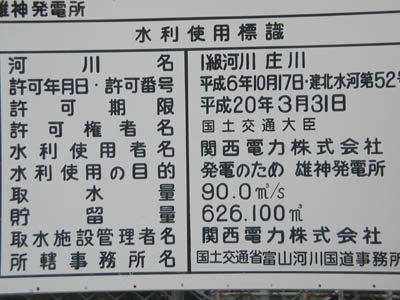 雄神発電所
水利使用標識
河川名 1級河川 庄川
許可年月日・許可番号 平成6年10月17日・建北水河第52号
許可期限 平成20年3月31日
許可権者名 国土交通大臣
水利使用者名 関西電力株式会社
水利使用の目的 発電のため 雄神発電所
取水量 90.0㎥/s
貯留量 626.100㎥
取水施設管理者名 関西電力株式会社
所轄事務所名 国土交通省富山河川国道事務所